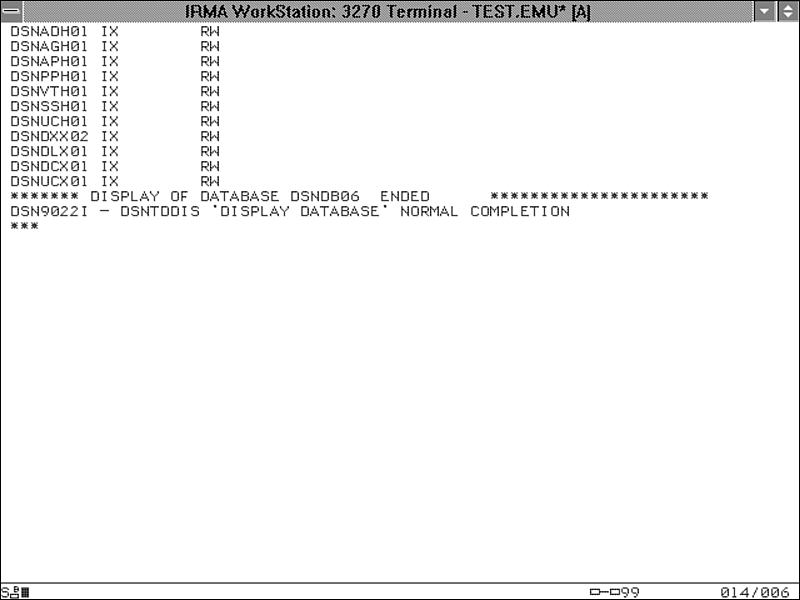 IRMA WorkStation: 3270 Terminal - TEST.EMU* [A]
DSNADH01 IX        RW
DSNAGH01 IX        RW
DSNAPH01 IX        RW
DSNPPH01 IX        RW
DSNVTH01 IX        RW
DSNSSH01 IX        RW
DSNUCH01 IX        RW
DSNDXX02 IX        RW
DSNDLX01 IX        RW
DSNDCX01 IX        RW
DSNUCX01 IX        RW
******* DISPLAY OF DATABASE DSNDB06  ENDED      **********************
DSN9022I - DSNTDDIS 'DISPLAY DATABASE' NORMAL COMPLETION
***
99 014/006